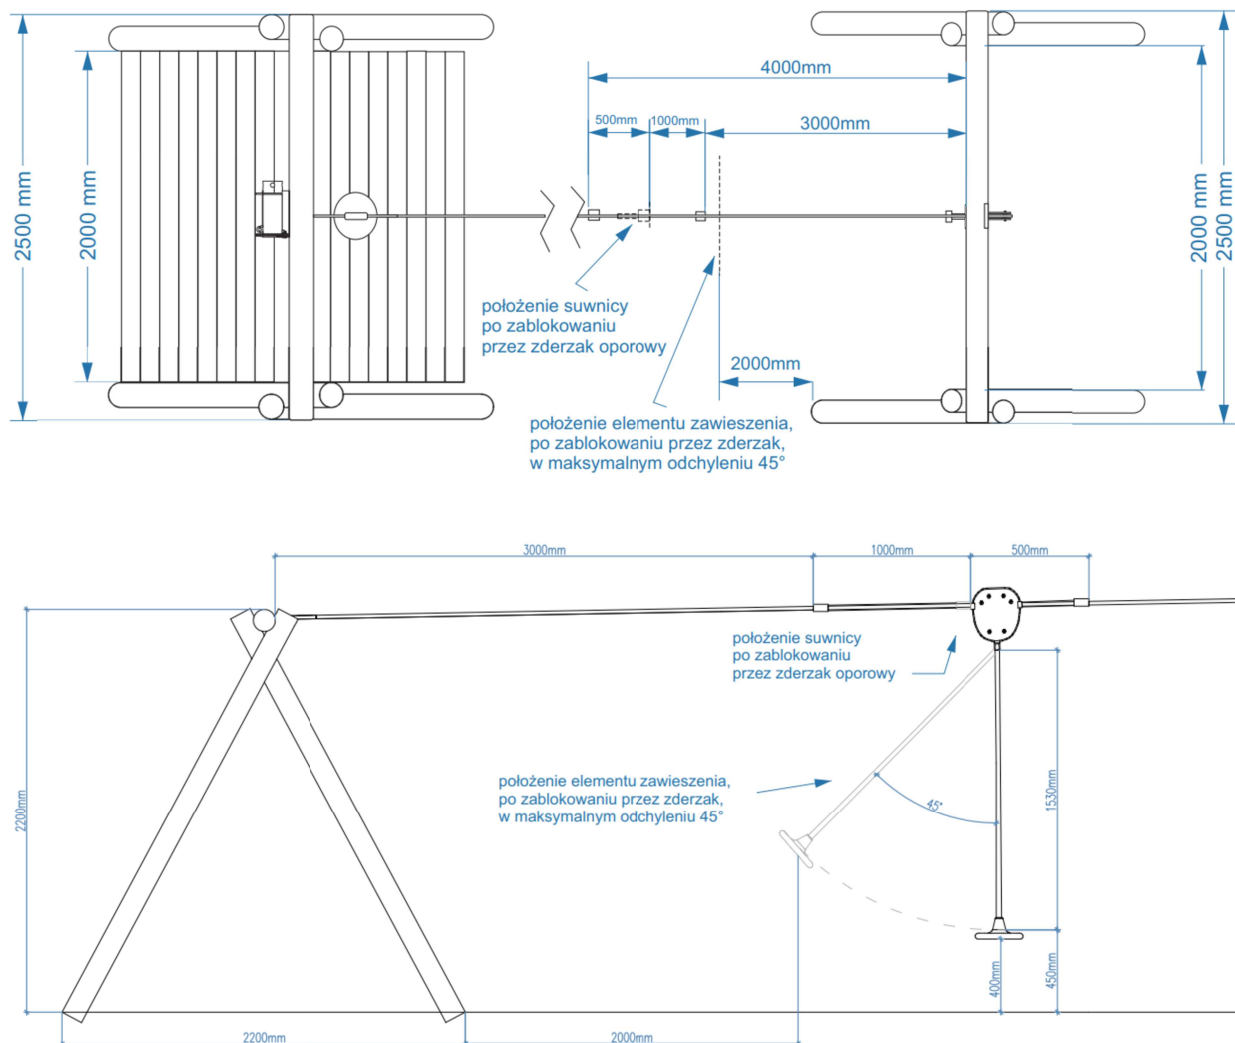 4000mm
500mm
1000mm
3000mm
2500 mm
2000 mm
2000 mm
2500 mm
położenie suwnicy
po zablokowaniu
przez zderzak oporowy
2000mm
położenie elementu zawieszenia,
po zablokowaniu przez zderzak,
w maksymalnym odchyleniu 45°
3000mm
1000mm
500mm
położenie suwnicy
po zablokowaniu
przez zderzak oporowy
położenie elementu zawieszenia,
po zablokowaniu przez zderzak,
w maksymalnym odchyleniu 45°
45°
1530mm
2200mm
400mm
450mm
2200mm
2000mm